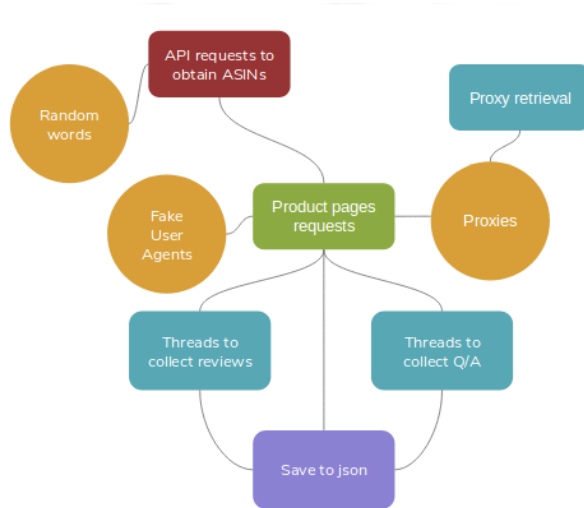 API requests to
obtain ASINs
Random
words
Proxy retrieval
Fake
User
Agents
Product pages
requests
Proxies
Threads to
collect reviews
Threads to
collect Q/A
Save to json